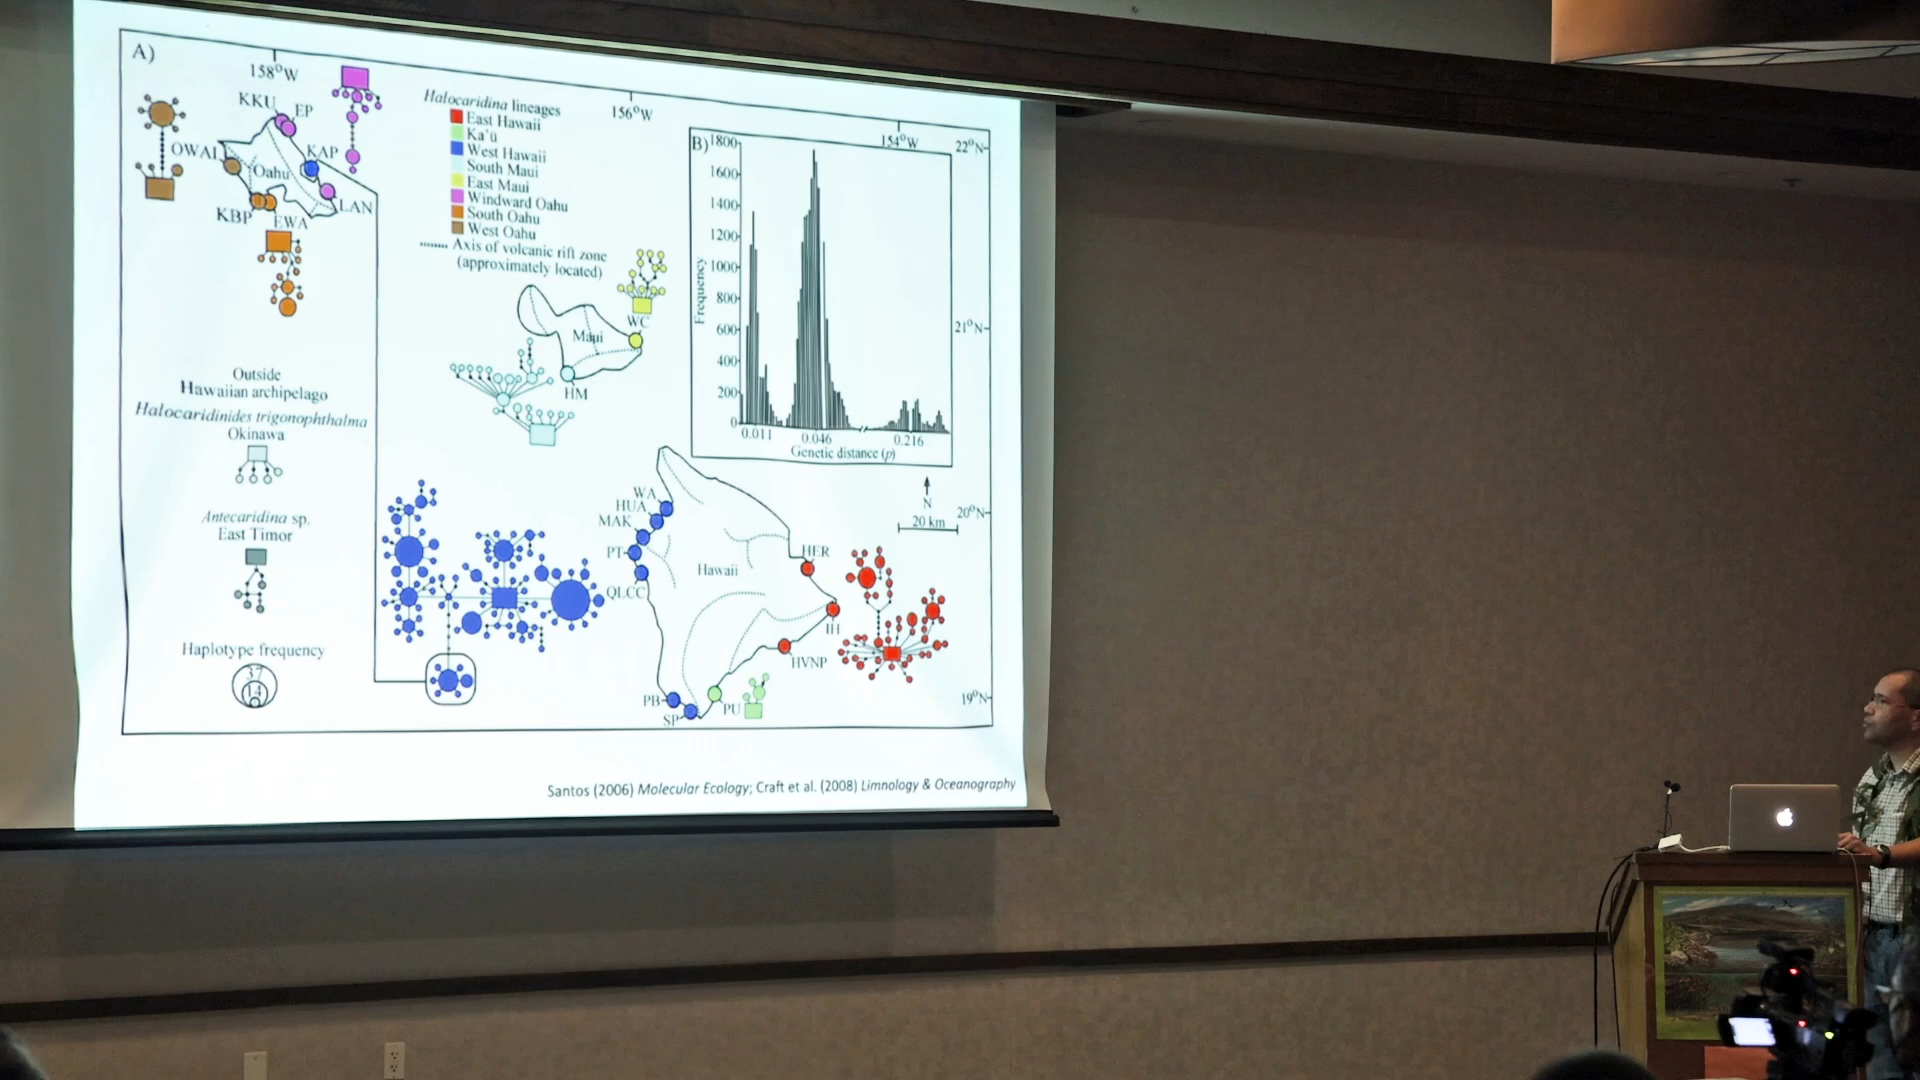 A)
158°W
156°W
154°W
22°N
21°N
20°N
19°N
KKU
EP
OWAI
Oahu
KAP
LAN
KBP
EWA
Halocaridina lineages
East Hawaii
Ka'ū
West Hawaii
South Maui
East Maui
Windward Oahu
South Oahu
West Oahu
Axis of volcanic rift zone
(approximately located)
WC
Maui
HM
B)
1800
1600
1400
1200
1000
800
600
400
200
0
Frequency
0.011
0.046
0.216
Genetic distance (p)
Outside
Hawaiian archipelago
Halocaridinides trigonophthalma
Okinawa
Antecaridina sp.
East Timor
Haplotype frequency
37
14
N
20 km
WA
HUA
MAK
PT
QLCC
Hawaii
HER
IH
HVNP
PB
SP
PU
Santos (2006) Molecular Ecology; Craft et al. (2008) Limnology & Oceanography